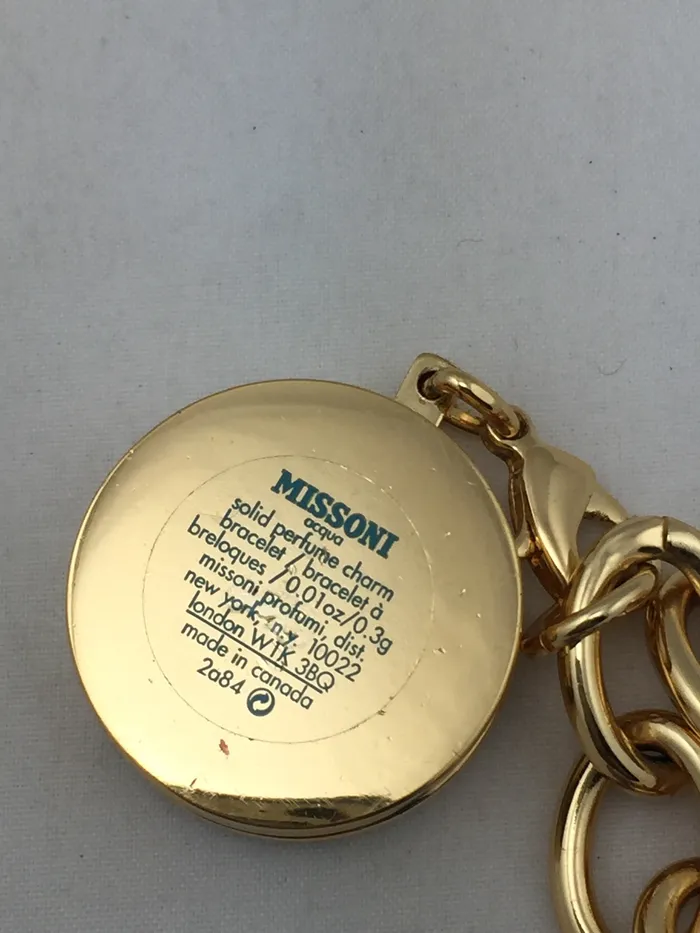 MISSONI
acqua
solid perfume charm
bracelet / bracelet à
breloques / 0.01oz/0.3g
missoni profumi, dist.
new york, n.y. 10022
london W1K 3BQ
made in canada
2a84